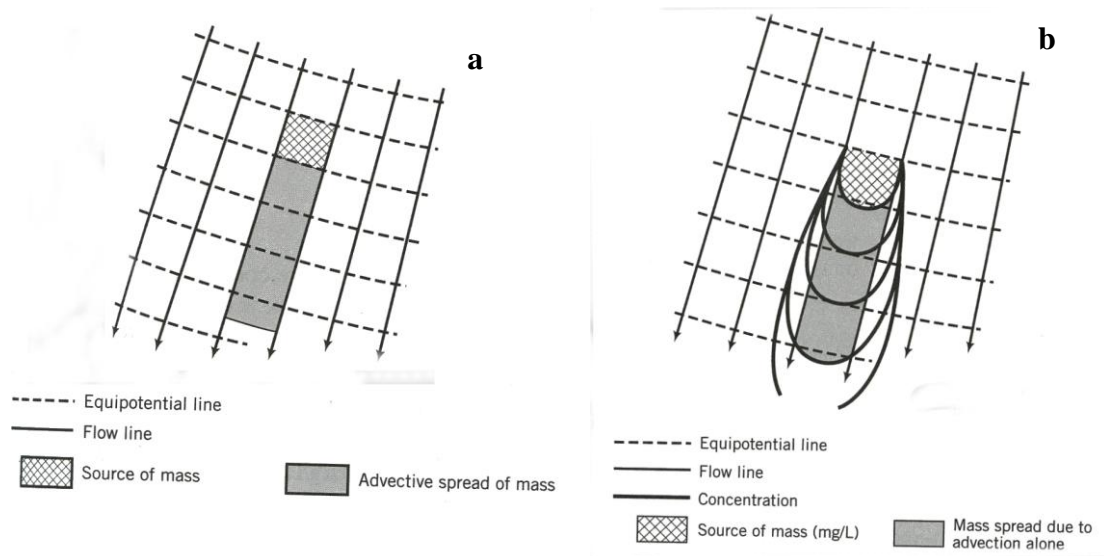 a
Equipotential line
Flow line
Source of mass
Advective spread of mass
b
Equipotential line
Flow line
Concentration
Source of mass (mg/L)
Mass spread due to
advection alone